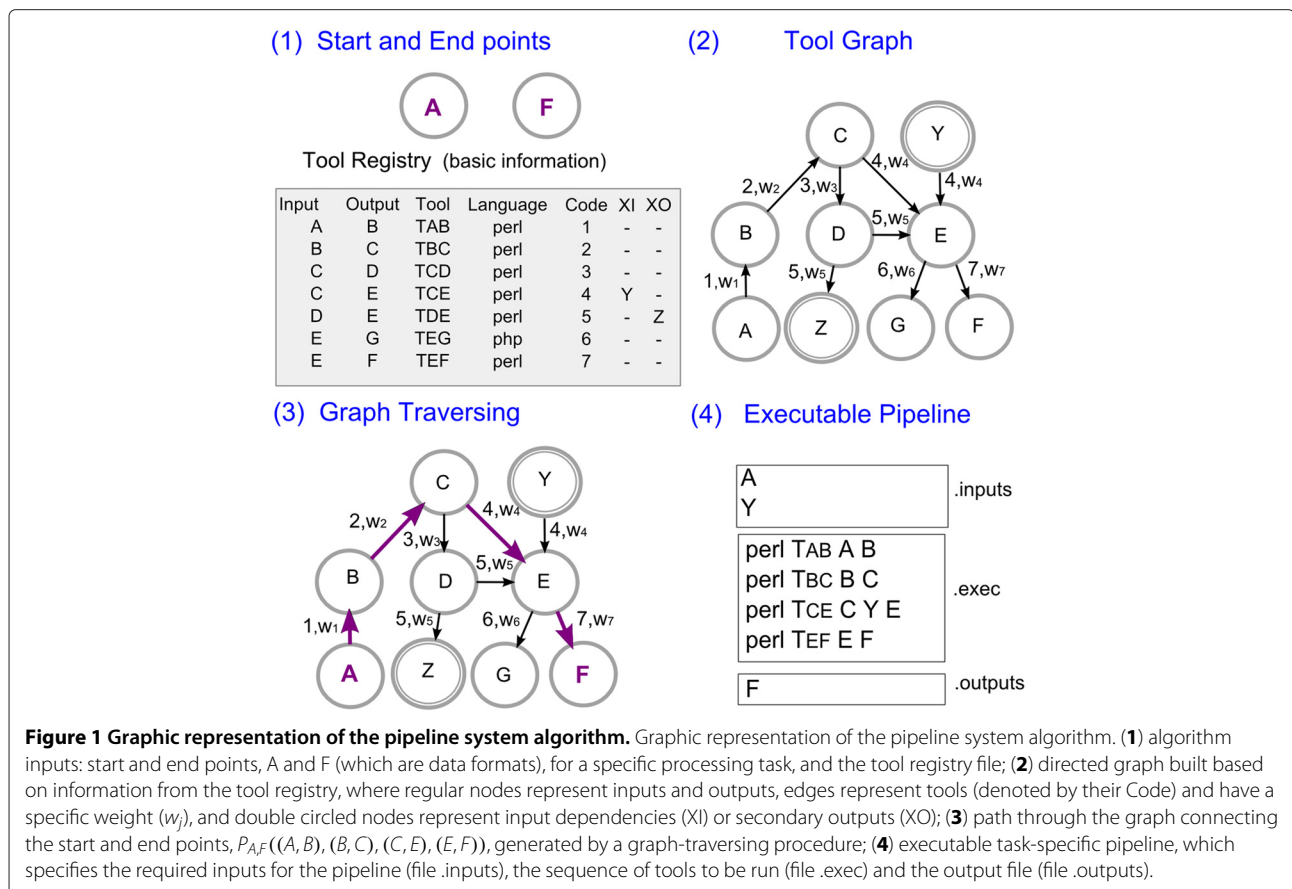 (1) Start and End points
A F
Tool Registry (basic information)
Input Output Tool Language Code XI XO
A B TAB perl 1 - -
B C TBC perl 2 - -
C D TCD perl 3 - -
C E TCE perl 4 Y -
D E TDE perl 5 - Z
E G TEG php 6 - -
E F TEF perl 7 - -
(2) Tool Graph
C Y
4,w4
2,w2 3,w3 4,w4
B D 5,w5 E
1,w1 5,w5 6,w6 7,w7
A Z G F
(3) Graph Traversing
C Y
2,w2 4,w4 4,w4
3,w3
B D 5,w5 E
1,w1 5,w5 6,w6 7,w7
A Z G F
(4) Executable Pipeline
A
Y
.inputs
perl TAB A B
perl TBC B C
perl TCE C Y E
perl TEF E F
.exec
F
.outputs
Figure 1 Graphic representation of the pipeline system algorithm. Graphic representation of the pipeline system algorithm. (1) algorithm
inputs: start and end points, A and F (which are data formats), for a specific processing task, and the tool registry file; (2) directed graph built based
on information from the tool registry, where regular nodes represent inputs and outputs, edges represent tools (denoted by their Code) and have a
specific weight (wj), and double circled nodes represent input dependencies (XI) or secondary outputs (XO); (3) path through the graph connecting
the start and end points, PA,F((A, B), (B, C), (C, E), (E, F)), generated by a graph-traversing procedure; (4) executable task-specific pipeline, which
specifies the required inputs for the pipeline (file .inputs), the sequence of tools to be run (file .exec) and the output file (file .outputs).